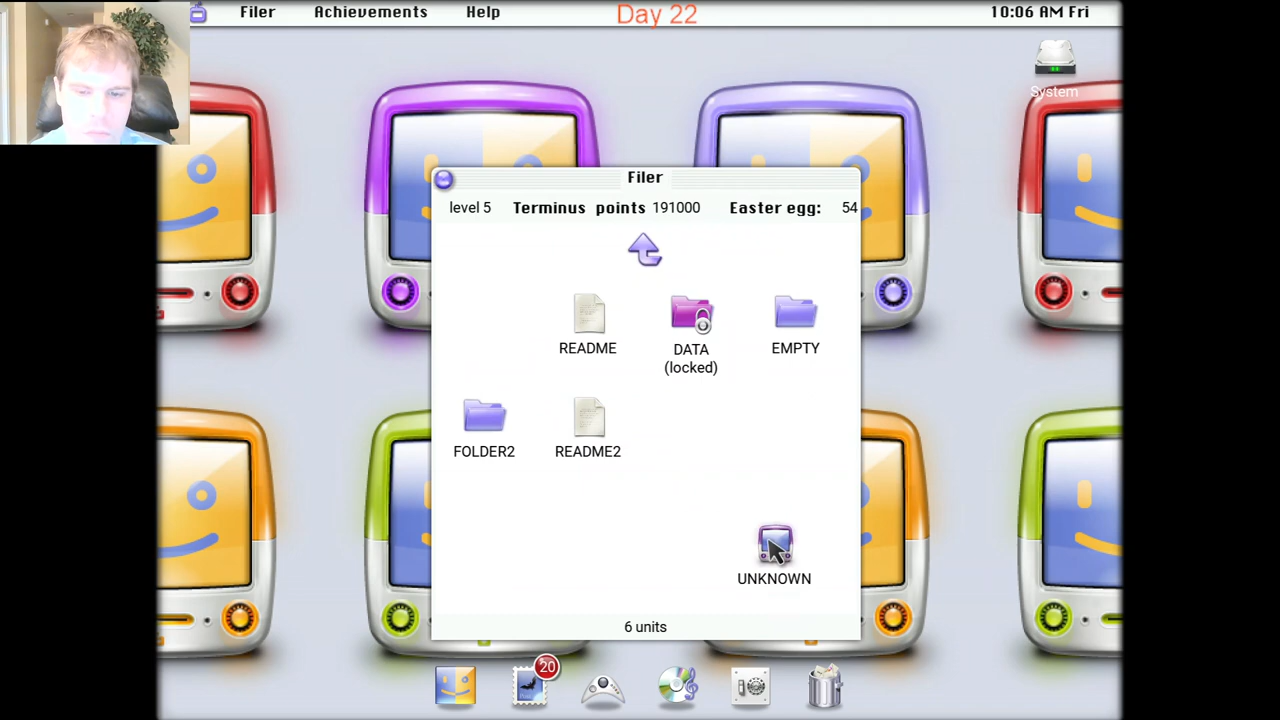 Filer Achievements Help Day 22 10:06 AM Fri
System
Filer
level 5 Terminus points 191000 Easter egg: 54
README DATA EMPTY
(locked)
FOLDER2 README2
UNKNOWN
6 units
20